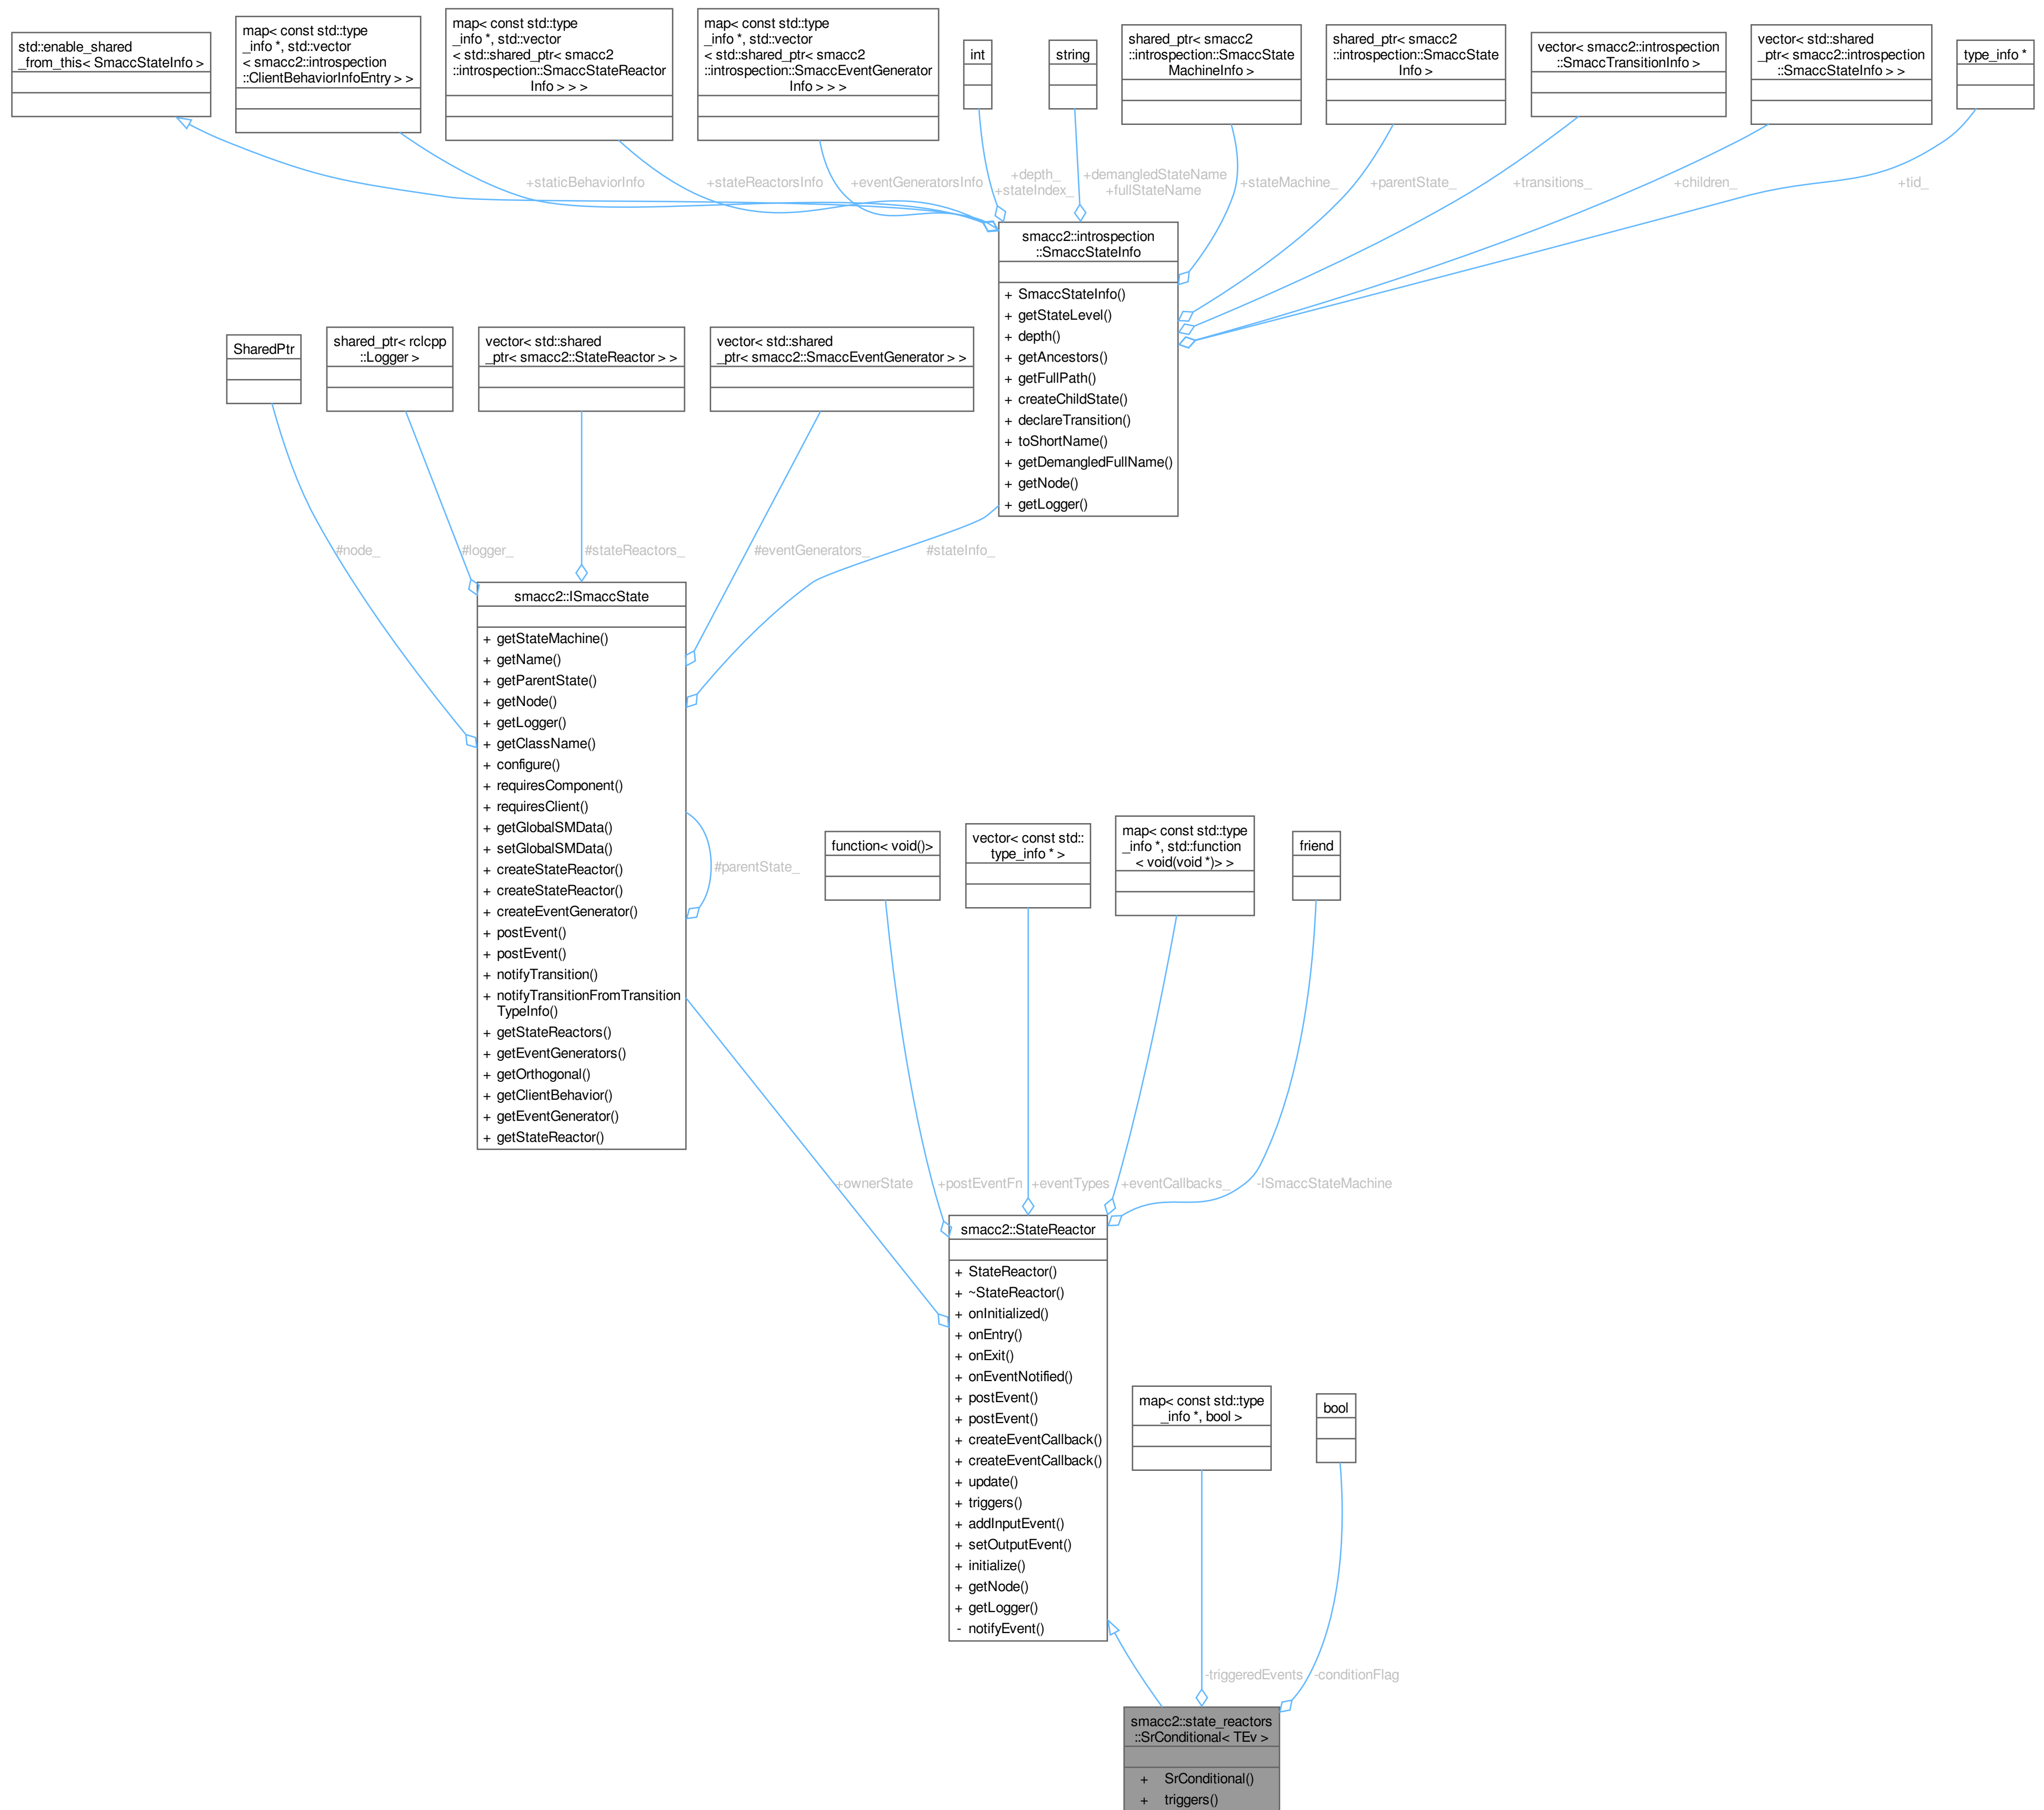 std::enable_shared
_from_this< SmaccStateInfo >
map< const std::type
_info *, std::vector
< smacc2::introspection
::ClientBehaviorInfoEntry > >
map< const std::type
_info *, std::vector
< std::shared_ptr< smacc2
::introspection::SmaccStateReactor
Info > > >
map< const std::type
_info *, std::vector
< std::shared_ptr< smacc2
::introspection::SmaccEventGenerator
Info > > >
int
string
shared_ptr< smacc2
::introspection::SmaccState
MachineInfo >
shared_ptr< smacc2
::introspection::SmaccState
Info >
vector< smacc2::introspection
::SmaccTransitionInfo >
vector< std::shared
_ptr< smacc2::introspection
::SmaccStateInfo > >
type_info *
+staticBehaviorInfo
+stateReactorsInfo
+eventGeneratorsInfo
+depth_
+stateIndex_
+demangledStateName
+fullStateName
+stateMachine_
+parentState_
+transitions_
+children_
+tid_
smacc2::introspection
::SmaccStateInfo
+ SmaccStateInfo()
+ getStateLevel()
+ depth()
+ getAncestors()
+ getFullPath()
+ createChildState()
+ declareTransition()
+ toShortName()
+ getDemangledFullName()
+ getNode()
+ getLogger()
SharedPtr
shared_ptr< rclcpp
::Logger >
vector< std::shared
_ptr< smacc2::StateReactor > >
vector< std::shared
_ptr< smacc2::SmaccEventGenerator > >
#node_
#logger_
#stateReactors_
#eventGenerators_
#stateInfo_
smacc2::ISmaccState
+ getStateMachine()
+ getName()
+ getParentState()
+ getNode()
+ getLogger()
+ getClassName()
+ configure()
+ requiresComponent()
+ requiresClient()
+ getGlobalSMData()
+ setGlobalSMData()
+ createStateReactor()
+ createStateReactor()
+ createEventGenerator()
+ postEvent()
+ postEvent()
+ notifyTransition()
+ notifyTransitionFromTransition
TypeInfo()
+ getStateReactors()
+ getEventGenerators()
+ getOrthogonal()
+ getClientBehavior()
+ getEventGenerator()
+ getStateReactor()
#parentState_
function< void()>
vector< const std::
type_info * >
map< const std::type
_info *, std::function
< void(void *)> >
friend
+ownerState
+postEventFn
+eventTypes
+eventCallbacks_
-ISmaccStateMachine
smacc2::StateReactor
+ StateReactor()
+ ~StateReactor()
+ onInitialized()
+ onEntry()
+ onExit()
+ onEventNotified()
+ postEvent()
+ postEvent()
+ createEventCallback()
+ createEventCallback()
+ update()
+ triggers()
+ addInputEvent()
+ setOutputEvent()
+ initialize()
+ getNode()
+ getLogger()
- notifyEvent()
map< const std::type
_info *, bool >
bool
-triggeredEvents
-conditionFlag
smacc2::state_reactors
::SrConditional< TEv >
+ SrConditional()
+ triggers()